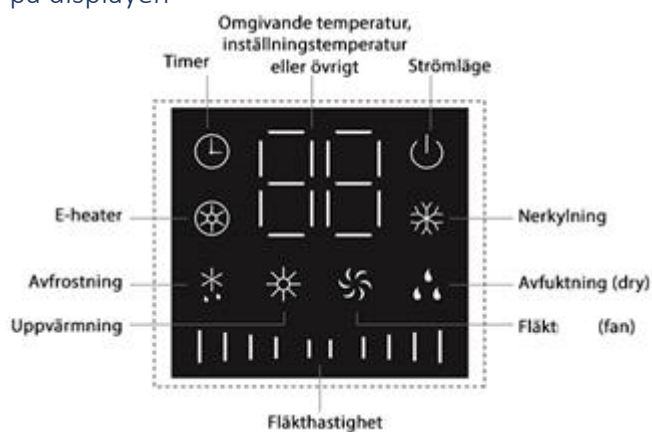 på displayen
Omgivande temperatur,
inställningstemperatur
eller övrigt
Timer
Strömläge
E-heater
Nerkylning
Avfrostning
Avfuktning (dry)
Uppvärmning
Fläkt (fan)
Fläkthastighet